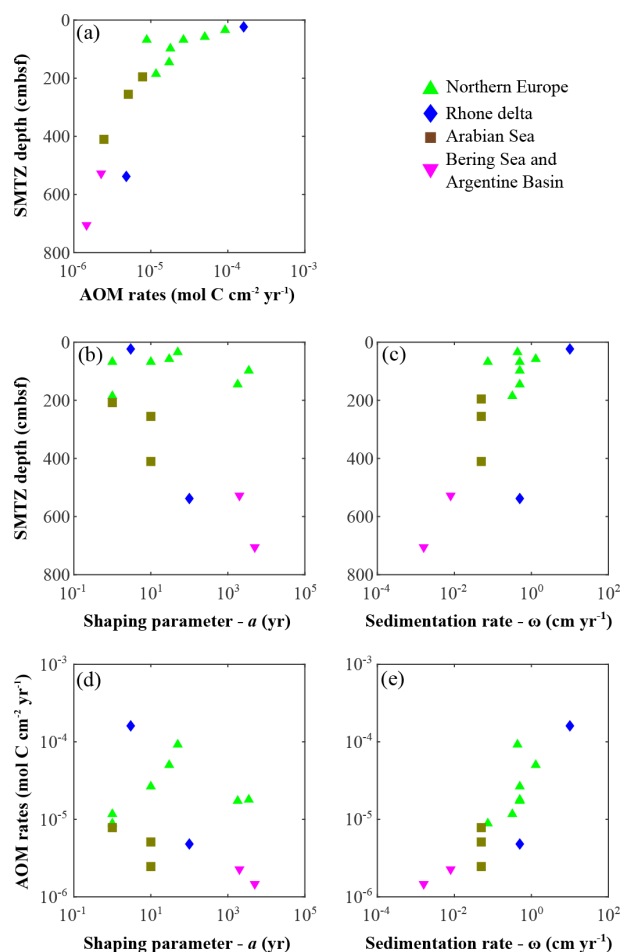 (a)
0
200
400
600
800
SMTZ depth (cmbsf)
10⁻⁶ 10⁻⁵ 10⁻⁴ 10⁻³
AOM rates (mol C cm⁻² yr⁻¹)
Northern Europe
Rhone delta
Arabian Sea
Bering Sea and
Argentine Basin
(b)
0
200
400
600
800
SMTZ depth (cmbsf)
10⁻¹ 10¹ 10³ 10⁵
Shaping parameter - a (yr)
(c)
0
200
400
600
800
10⁻⁴ 10⁻² 10⁰ 10²
Sedimentation rate - ω (cm yr⁻¹)
(d)
10⁻³
10⁻⁴
10⁻⁵
10⁻⁶
AOM rates (mol C cm⁻² yr⁻¹)
10⁻¹ 10¹ 10³ 10⁵
Shaping parameter - a (yr)
(e)
10⁻³
10⁻⁴
10⁻⁵
10⁻⁶
10⁻⁴ 10⁻² 10⁰ 10²
Sedimentation rate - ω (cm yr⁻¹)